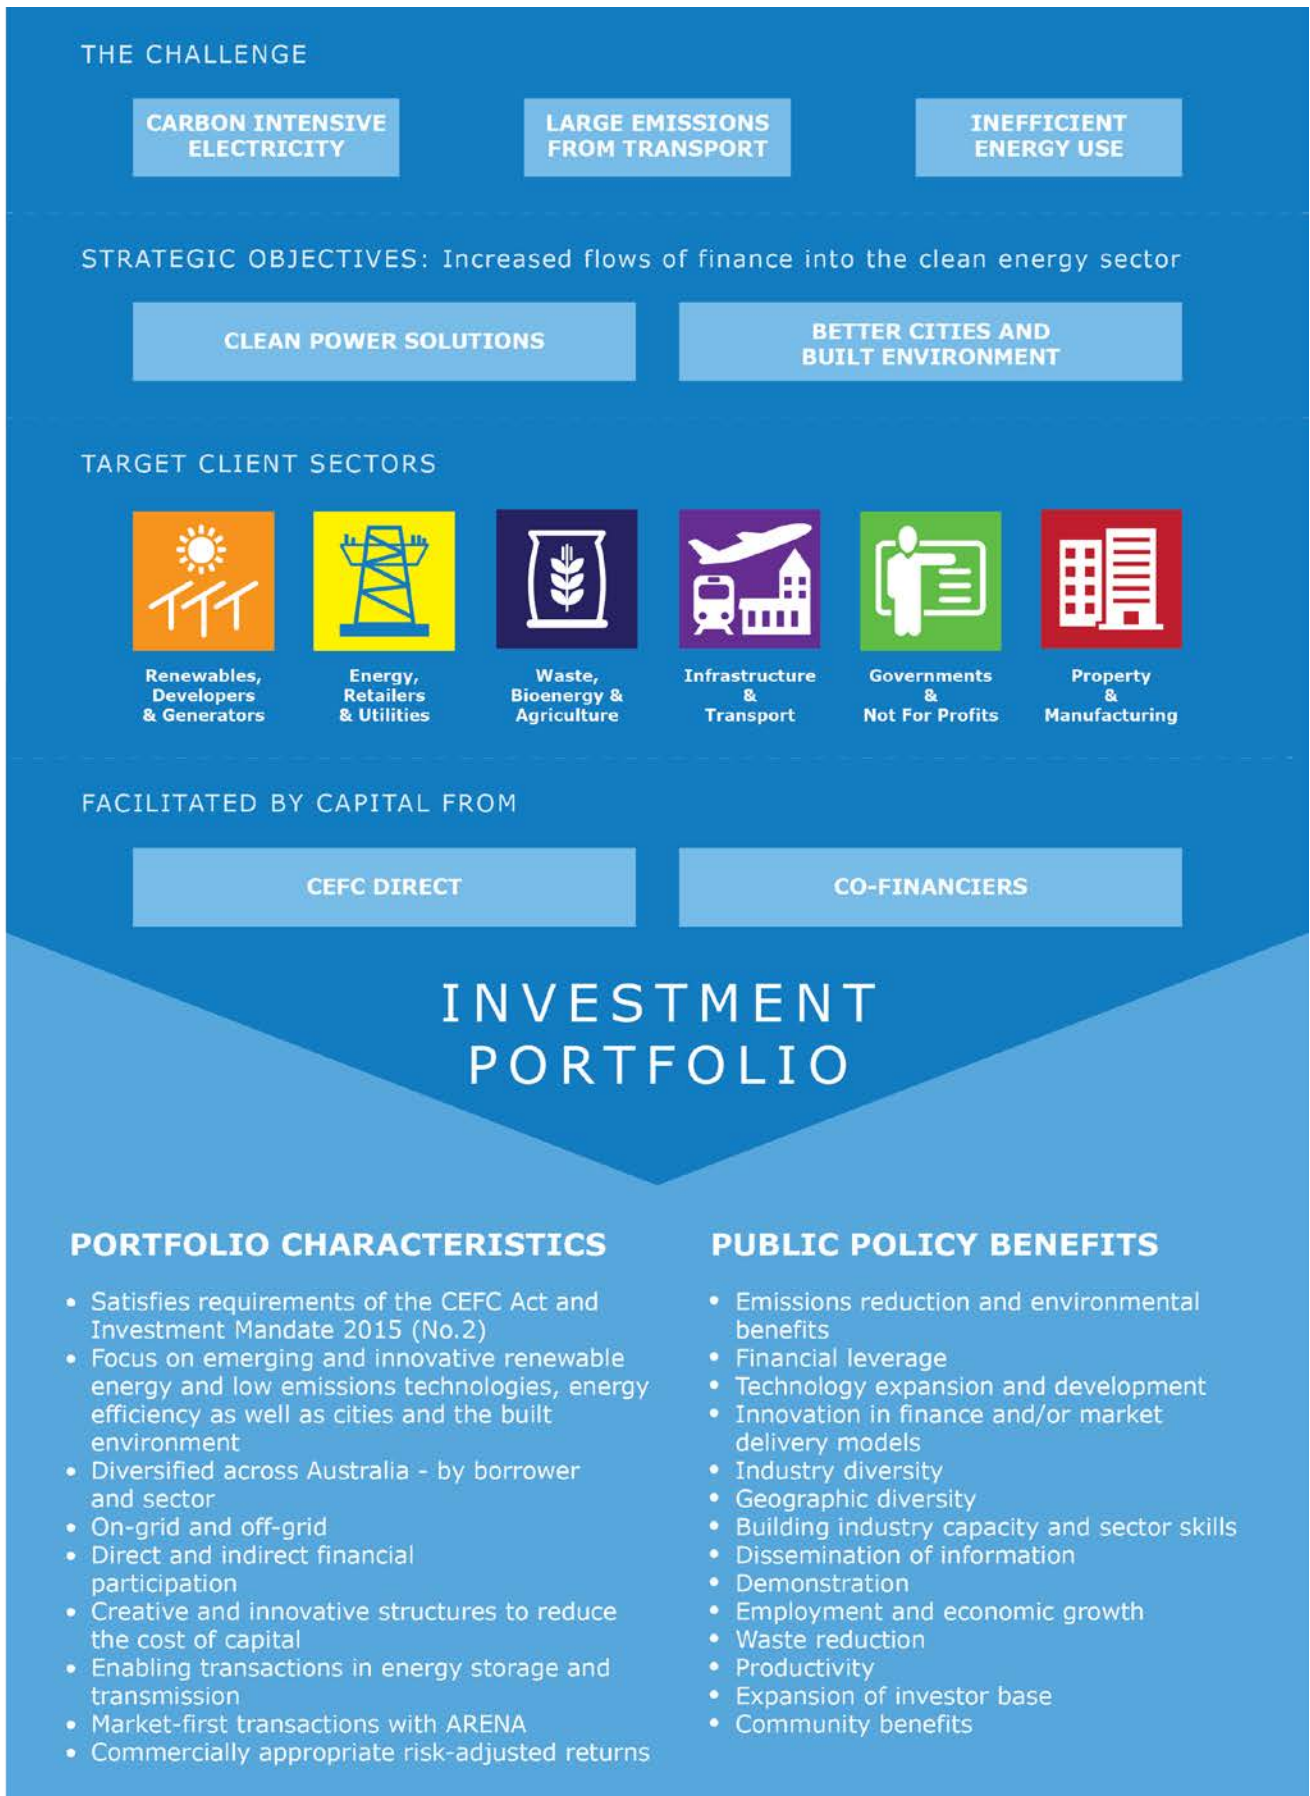 THE CHALLENGE
CARBON INTENSIVE
ELECTRICITY
LARGE EMISSIONS
FROM TRANSPORT
INEFFICIENT
ENERGY USE
STRATEGIC OBJECTIVES: Increased flows of finance into the clean energy sector
CLEAN POWER SOLUTIONS
BETTER CITIES AND
BUILT ENVIRONMENT
TARGET CLIENT SECTORS
Renewables,
Developers
& Generators
Energy,
Retailers
& Utilities
Waste,
Bioenergy &
Agriculture
Infrastructure
&
Transport
Governments
&
Not For Profits
Property
&
Manufacturing
FACILITATED BY CAPITAL FROM
CEFC DIRECT
CO-FINANCIERS
INVESTMENT
PORTFOLIO
PORTFOLIO CHARACTERISTICS
• Satisfies requirements of the CEFC Act and
Investment Mandate 2015 (No.2)
• Focus on emerging and innovative renewable
energy and low emissions technologies, energy
efficiency as well as cities and the built
environment
• Diversified across Australia - by borrower
and sector
• On-grid and off-grid
• Direct and indirect financial
participation
• Creative and innovative structures to reduce
the cost of capital
• Enabling transactions in energy storage and
transmission
• Market-first transactions with ARENA
• Commercially appropriate risk-adjusted returns
PUBLIC POLICY BENEFITS
• Emissions reduction and environmental
benefits
• Financial leverage
• Technology expansion and development
• Innovation in finance and/or market
delivery models
• Industry diversity
• Geographic diversity
• Building industry capacity and sector skills
• Dissemination of information
• Demonstration
• Employment and economic growth
• Waste reduction
• Productivity
• Expansion of investor base
• Community benefits